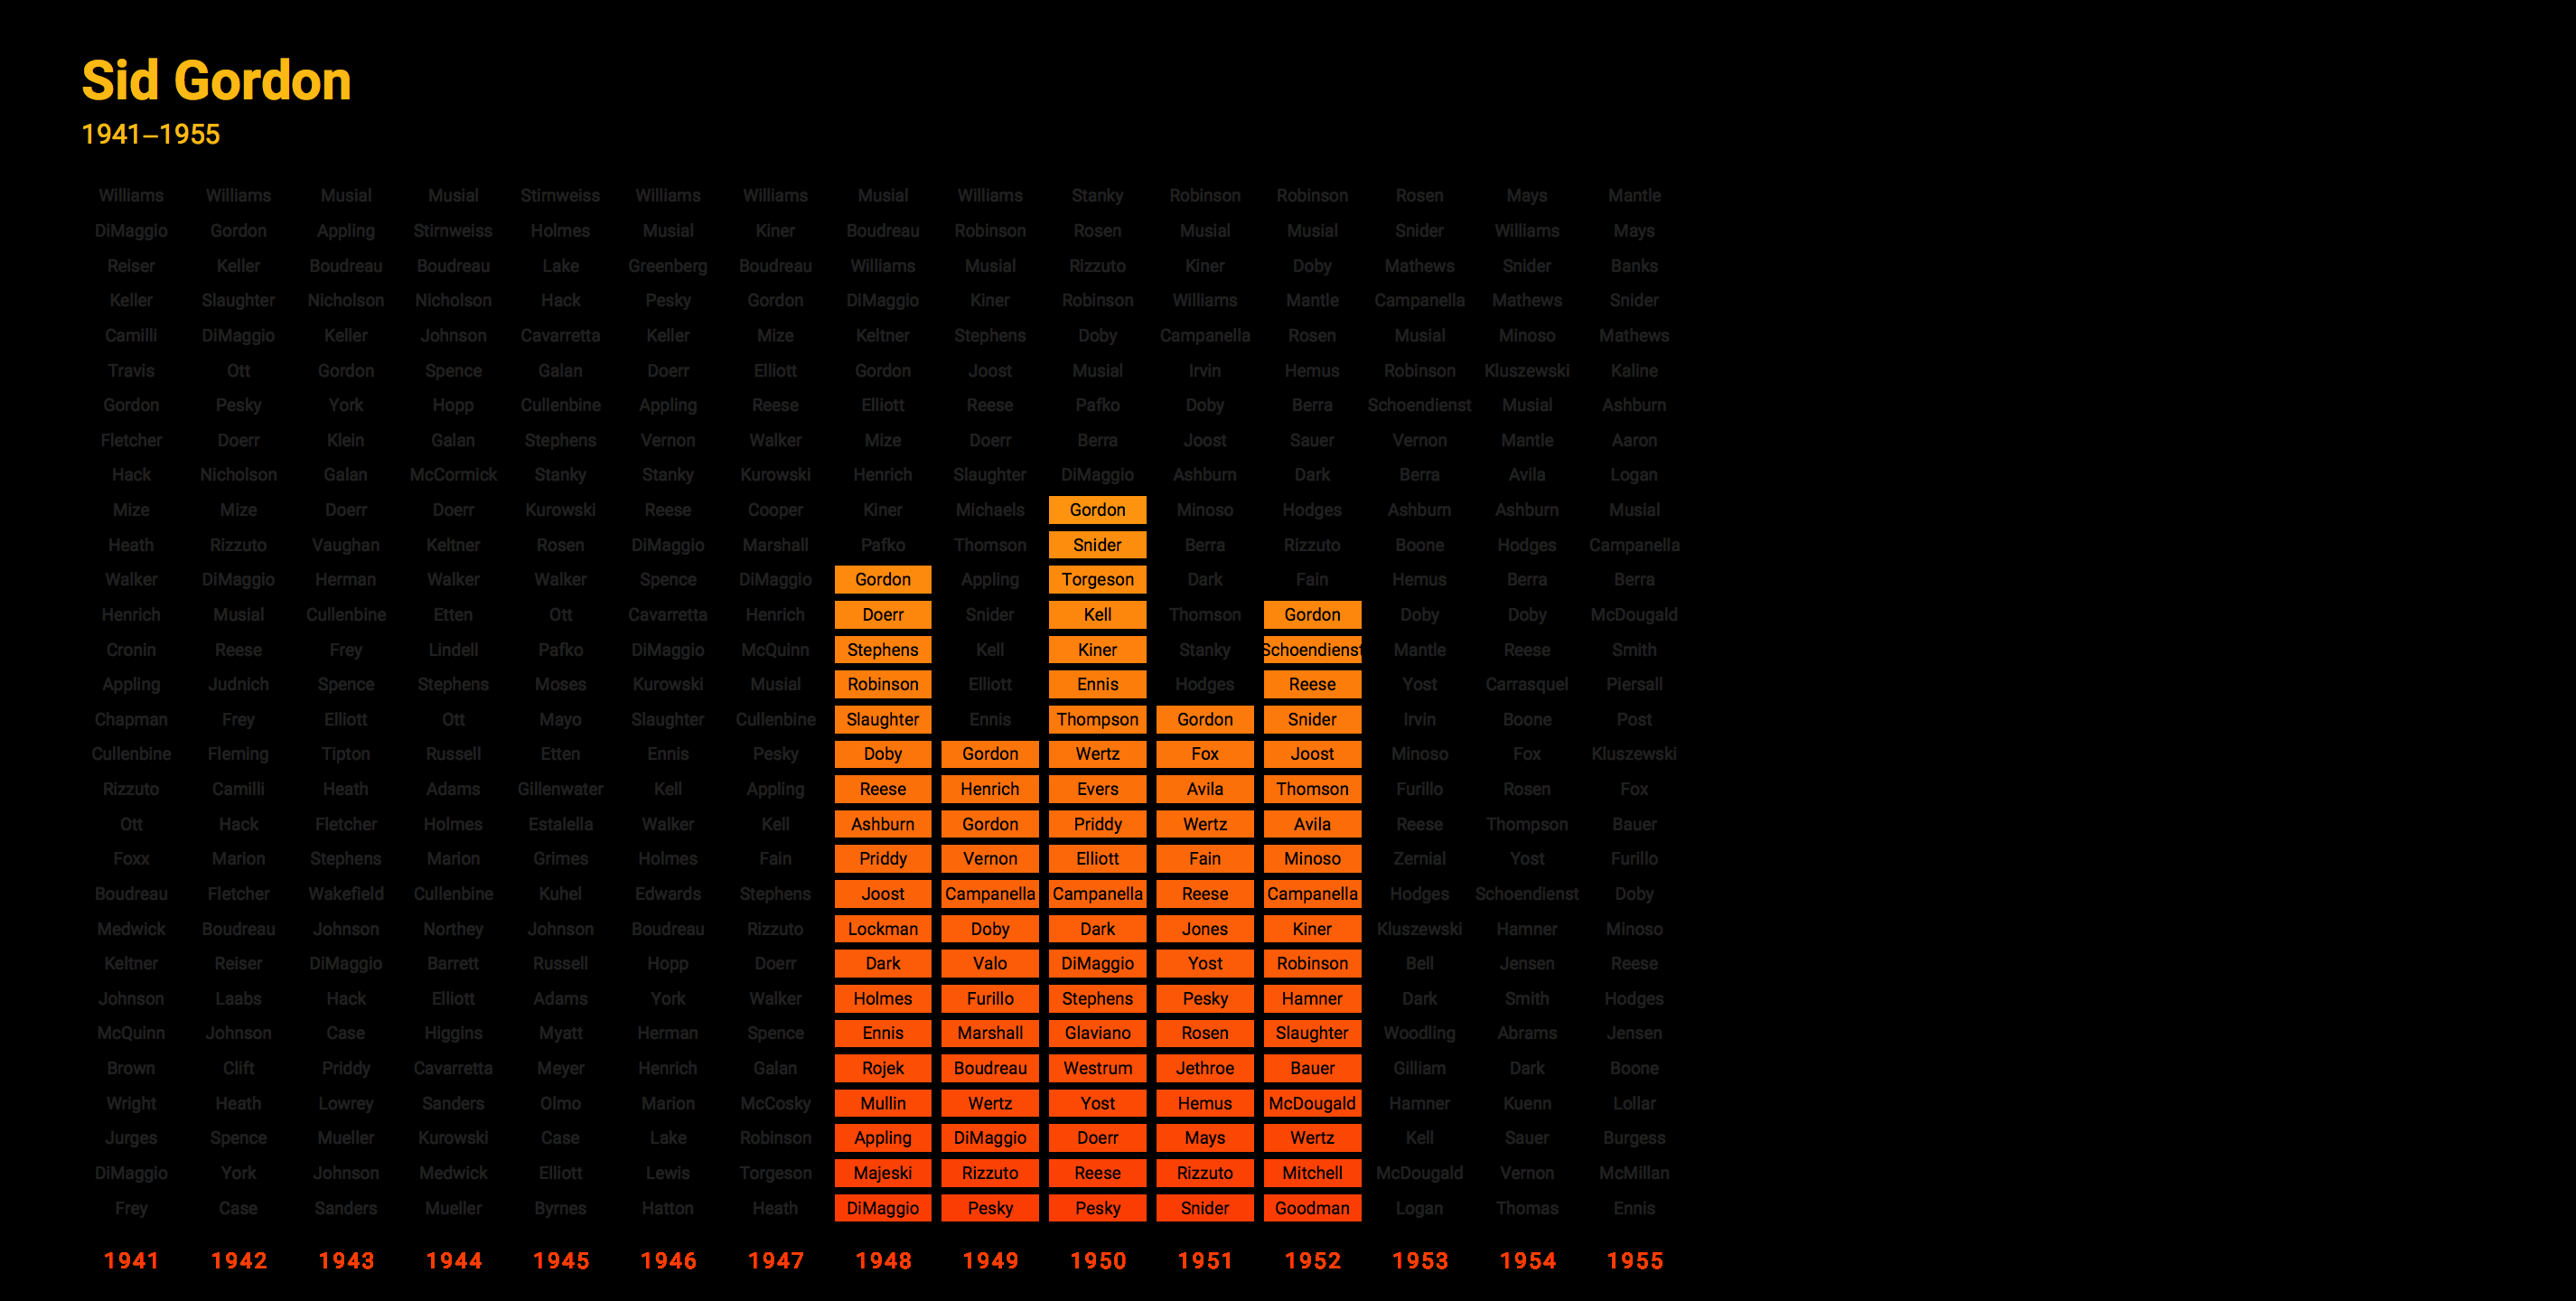 Sid Gordon
1941–1955
Williams Williams Musial Musial Stirnweiss Williams Williams Musial Williams Stanky Robinson Robinson Rosen Mays Mantle
DiMaggio Gordon Appling Stirnweiss Holmes Musial Kiner Boudreau Robinson Rosen Musial Musial Snider Williams Mays
Reiser Keller Boudreau Boudreau Lake Greenberg Boudreau Williams Musial Rizzuto Kiner Doby Mathews Snider Banks
Keller Slaughter Nicholson Nicholson Hack Pesky Gordon DiMaggio Kiner Robinson Williams Mantle Campanella Mathews Snider
Camilli DiMaggio Keller Johnson Cavarretta Keller Mize Keltner Stephens Doby Campanella Rosen Musial Minoso Mathews
Travis Ott Gordon Spence Galan Doerr Elliott Gordon Joost Musial Irvin Hemus Robinson Kluszewski Kaline
Gordon Pesky York Hopp Cullenbine Appling Reese Elliott Reese Pafko Doby Berra Schoendienst Musial Ashburn
Fletcher Doerr Klein Galan Stephens Vernon Walker Mize Doerr Berra Joost Sauer Vernon Mantle Aaron
Hack Nicholson Galan McCormick Stanky Stanky Kurowski Henrich Slaughter DiMaggio Ashburn Dark Berra Avila Logan
Mize Mize Doerr Doerr Kurowski Reese Cooper Kiner Michaels Gordon Minoso Hodges Ashburn Ashburn Musial
Heath Rizzuto Vaughan Keltner Rosen DiMaggio Marshall Pafko Thomson Snider Berra Rizzuto Boone Hodges Campanella
Walker DiMaggio Herman Walker Walker Spence DiMaggio Gordon Appling Torgeson Dark Fain Hemus Berra Berra
Henrich Musial Cullenbine Etten Ott Cavarretta Henrich Doerr Snider Kell Thomson Gordon Doby Doby McDougald
Cronin Reese Frey Lindell Pafko DiMaggio McQuinn Stephens Kell Kiner Stanky Schoendienst Mantle Reese Smith
Appling Judnich Spence Stephens Moses Kurowski Musial Robinson Elliott Ennis Hodges Reese Yost Carrasquel Piersall
Chapman Frey Elliott Ott Mayo Slaughter Cullenbine Slaughter Ennis Thompson Gordon Snider Irvin Boone Post
Cullenbine Fleming Tipton Russell Etten Ennis Pesky Doby Gordon Wertz Fox Joost Minoso Fox Kluszewski
Rizzuto Camilli Heath Adams Gillenwater Kell Appling Reese Henrich Evers Avila Thomson Furillo Rosen Fox
Ott Hack Fletcher Holmes Estalella Walker Kell Ashburn Gordon Priddy Wertz Avila Reese Thompson Bauer
Foxx Marion Stephens Marion Grimes Holmes Fain Priddy Vernon Elliott Fain Minoso Zernial Yost Furillo
Boudreau Fletcher Wakefield Cullenbine Kuhel Edwards Stephens Joost Campanella Campanella Reese Campanella Hodges Schoendienst Doby
Medwick Boudreau Johnson Northey Johnson Boudreau Rizzuto Lockman Doby Dark Jones Kiner Kluszewski Hamner Minoso
Keltner Reiser DiMaggio Barrett Russell Hopp Doerr Dark Valo DiMaggio Yost Robinson Bell Jensen Reese
Johnson Laabs Hack Elliott Adams York Walker Holmes Furillo Stephens Pesky Hamner Dark Smith Hodges
McQuinn Johnson Case Higgins Myatt Herman Spence Ennis Marshall Glaviano Rosen Slaughter Woodling Abrams Jensen
Brown Clift Priddy Cavarretta Meyer Henrich Galan Rojek Boudreau Westrum Jethroe Bauer Gilliam Dark Boone
Wright Heath Lowrey Sanders Olmo Marion McCosky Mullin Wertz Yost Hemus McDougald Hamner Kuenn Lollar
Jurges Spence Mueller Kurowski Case Lake Robinson Appling DiMaggio Doerr Mays Wertz Kell Sauer Burgess
DiMaggio York Johnson Medwick Elliott Lewis Torgeson Majeski Rizzuto Reese Rizzuto Mitchell McDougald Vernon McMillan
Frey Case Sanders Mueller Byrnes Hatton Heath DiMaggio Pesky Pesky Snider Goodman Logan Thomas Ennis
1941 1942 1943 1944 1945 1946 1947 1948 1949 1950 1951 1952 1953 1954 1955